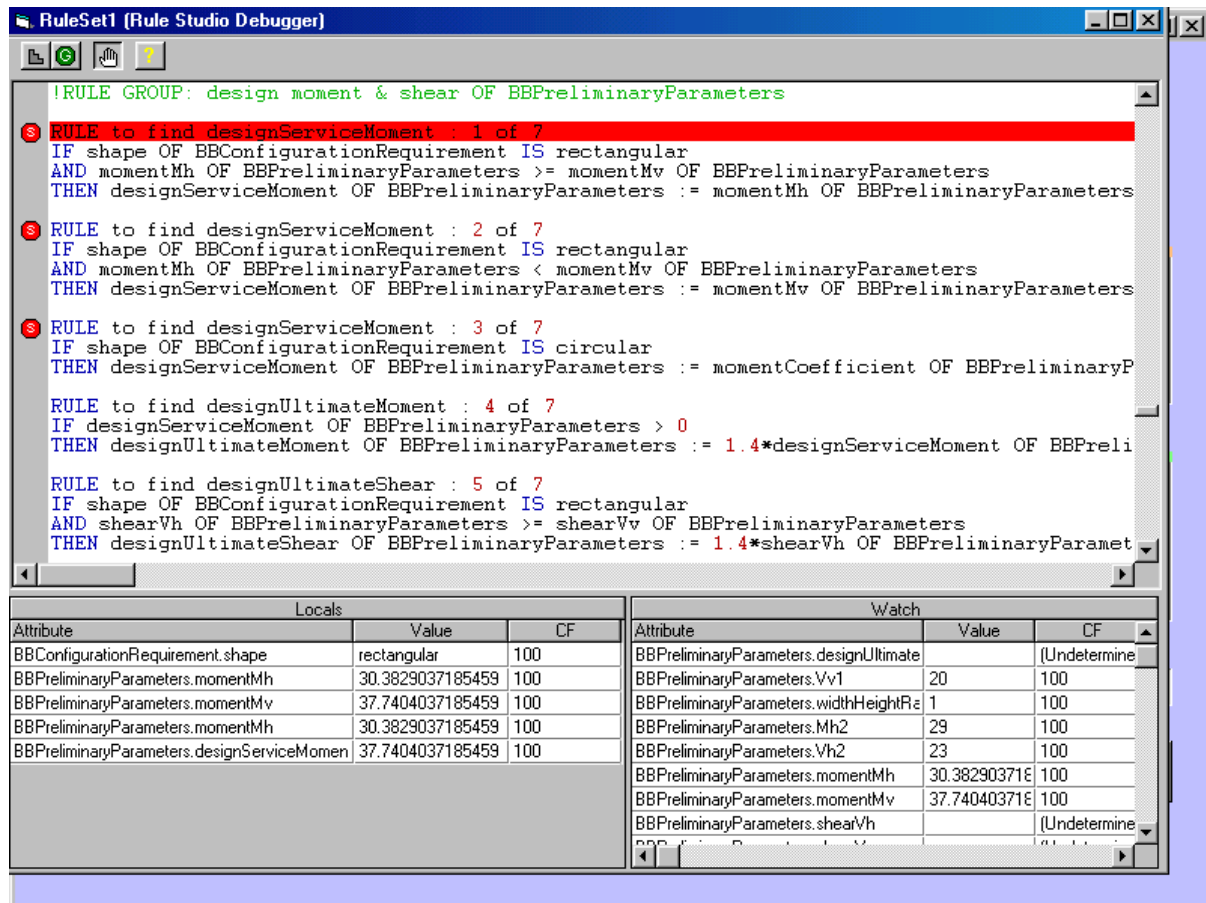 RuleSet1 (Rule Studio Debugger)
!RULE GROUP: design moment & shear OF BBPreliminaryParameters
RULE to find designServiceMoment : 1 of 7
IF shape OF BBConfigurationRequirement IS rectangular
AND momentMh OF BBPreliminaryParameters >= momentMv OF BBPreliminaryParameters
THEN designServiceMoment OF BBPreliminaryParameters := momentMh OF BBPreliminaryParameters
RULE to find designServiceMoment : 2 of 7
IF shape OF BBConfigurationRequirement IS rectangular
AND momentMh OF BBPreliminaryParameters < momentMv OF BBPreliminaryParameters
THEN designServiceMoment OF BBPreliminaryParameters := momentMv OF BBPreliminaryParameters
RULE to find designServiceMoment : 3 of 7
IF shape OF BBConfigurationRequirement IS circular
THEN designServiceMoment OF BBPreliminaryParameters := momentCoefficient OF BBPreliminaryP
RULE to find designUltimateMoment : 4 of 7
IF designServiceMoment OF BBPreliminaryParameters > 0
THEN designUltimateMoment OF BBPreliminaryParameters := 1.4*designServiceMoment OF BBPreli
RULE to find designUltimateShear : 5 of 7
IF shape OF BBConfigurationRequirement IS rectangular
AND shearVh OF BBPreliminaryParameters >= shearVv OF BBPreliminaryParameters
THEN designUltimateShear OF BBPreliminaryParameters := 1.4*shearVh OF BBPreliminaryParamet
Locals
Attribute Value CF
BBConfigurationRequirement.shape rectangular 100
BBPreliminaryParameters.momentMh 30.3829037185459 100
BBPreliminaryParameters.momentMv 37.7404037185459 100
BBPreliminaryParameters.momentMh 30.3829037185459 100
BBPreliminaryParameters.designServiceMomen 37.7404037185459 100
Watch
Attribute Value CF
BBPreliminaryParameters.designUltimate (Undetermine
BBPreliminaryParameters.Vv1 20 100
BBPreliminaryParameters.widthHeightRa 1 100
BBPreliminaryParameters.Mh2 29 100
BBPreliminaryParameters.Vh2 23 100
BBPreliminaryParameters.momentMh 30.382903718 100
BBPreliminaryParameters.momentMv 37.740403718 100
BBPreliminaryParameters.shearVh (Undetermine